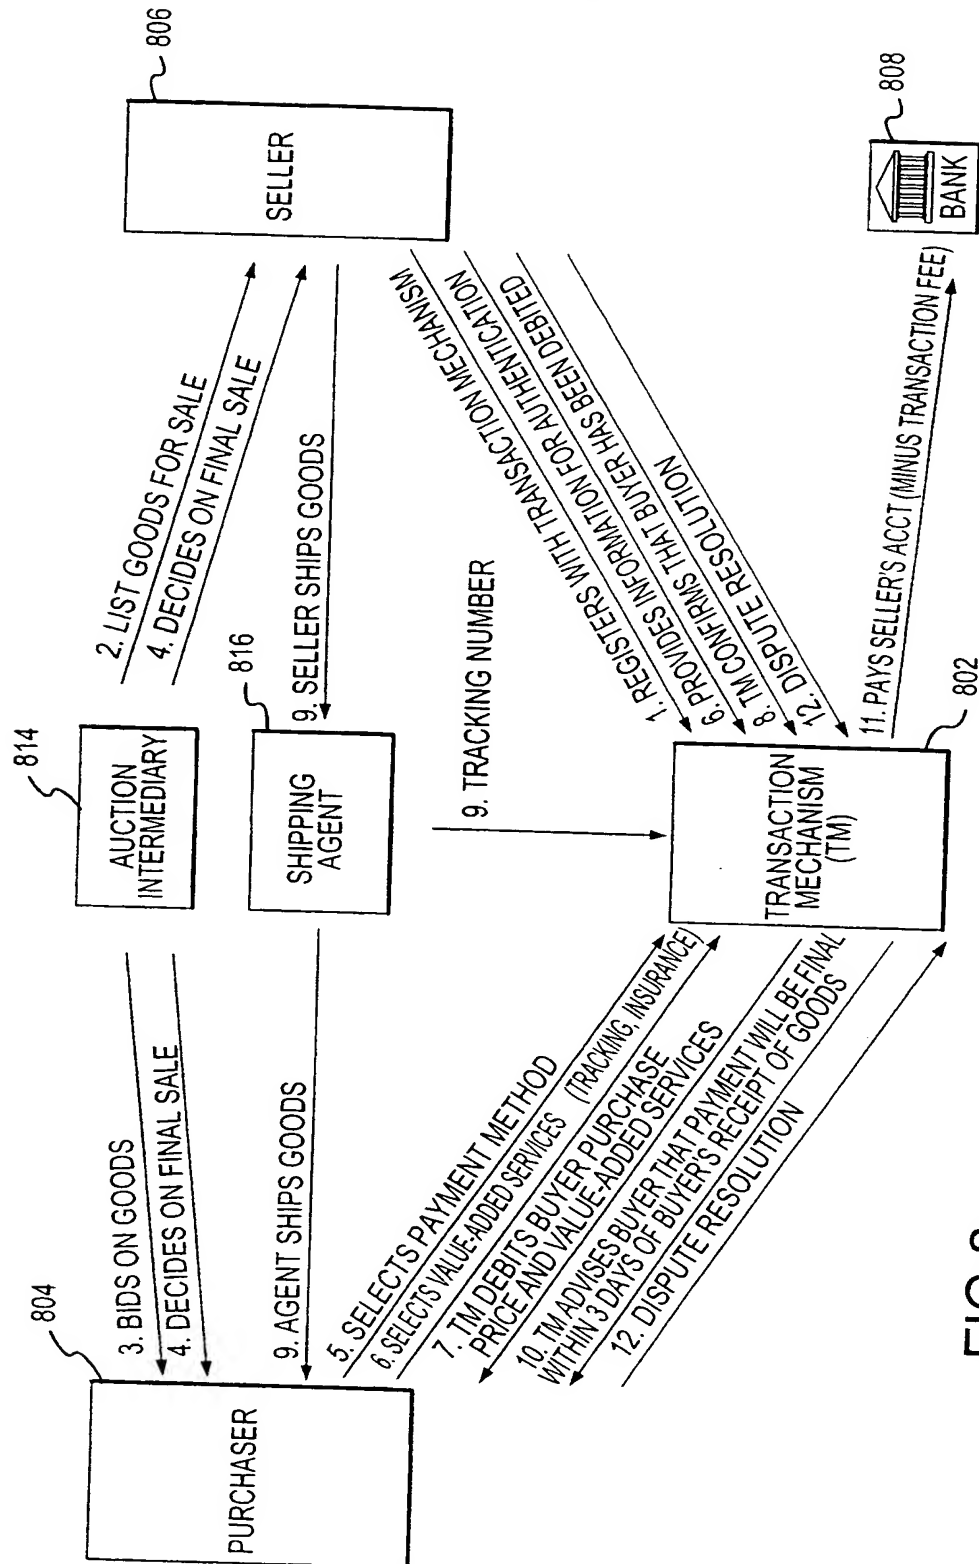 814
804
806
AUCTION
INTERMEDIARY
PURCHASER
SELLER
3. BIDS ON GOODS
4. DECIDES ON FINAL SALE
2. LIST GOODS FOR SALE
4. DECIDES ON FINAL SALE
816
SHIPPING
AGENT
9. AGENT SHIPS GOODS
9. SELLER SHIPS GOODS
9. TRACKING NUMBER
5. SELECTS PAYMENT METHOD
6. SELECTS VALUE-ADDED SERVICES (TRACKING, INSURANCE)
7. TM DEBITS BUYER PURCHASE
PRICE AND VALUE-ADDED SERVICES
10. TM ADVISES BUYER THAT PAYMENT WILL BE FINAL
WITHIN 3 DAYS OF BUYER'S RECEIPT OF GOODS
12. DISPUTE RESOLUTION
1. REGISTERS WITH TRANSACTION MECHANISM
6. PROVIDES INFORMATION FOR AUTHENTICATION
8. TM CONFIRMS THAT BUYER HAS BEEN DEBITED
12. DISPUTE RESOLUTION
TRANSACTION
MECHANISM
(TM)
802
11. PAYS SELLER'S ACCT (MINUS TRANSACTION FEE)
808
BANK
FIG.